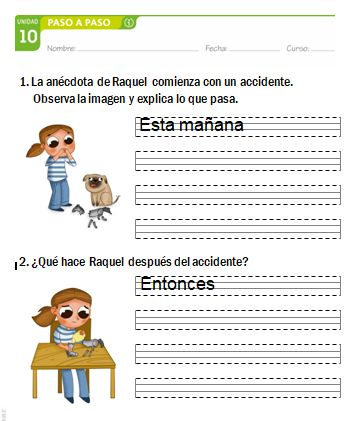 UNIDAD
10
PASO A PASO
Nombre:
Fecha:
Curso:
1. La anécdota de Raquel comienza con un accidente.
Observa la imagen y explica lo que pasa.
Esta mañana
2. ¿Qué hace Raquel después del accidente?
Entonces